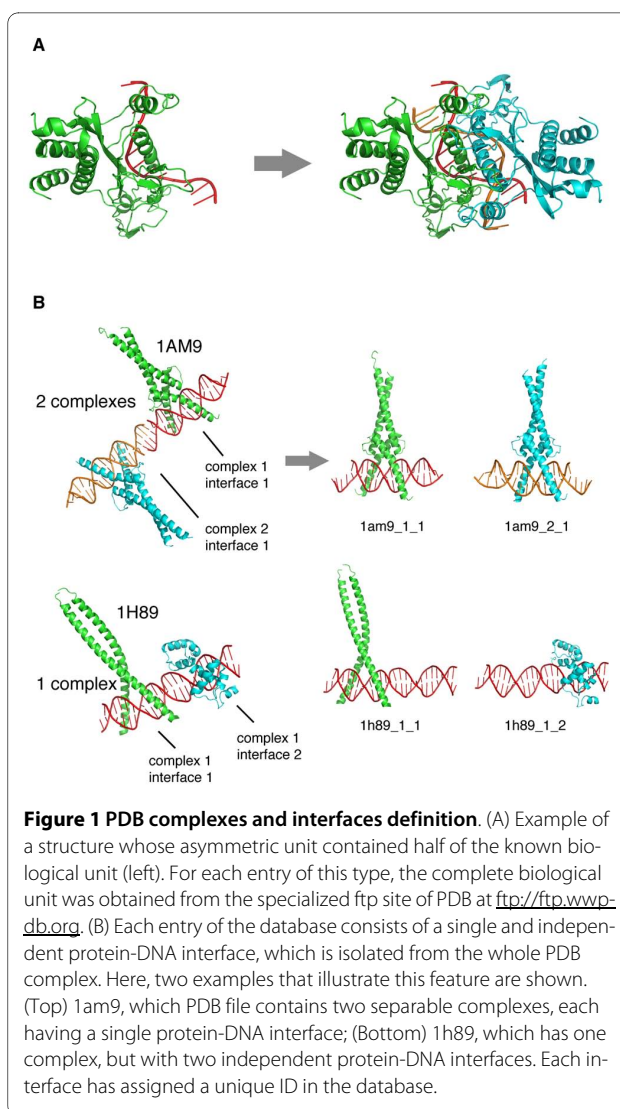 A
B
1AM9
2 complexes
complex 1
interface 1
complex 2
interface 1
1am9_1_1
1am9_2_1
1H89
1 complex
complex 1
interface 2
complex 1
interface 1
1h89_1_1
1h89_1_2
Figure 1 PDB complexes and interfaces definition. (A) Example of
a structure whose asymmetric unit contained half of the known bio-
logical unit (left). For each entry of this type, the complete biological
unit was obtained from the specialized ftp site of PDB at ftp://ftp.wwp-
db.org. (B) Each entry of the database consists of a single and indepen-
dent protein-DNA interface, which is isolated from the whole PDB
complex. Here, two examples that illustrate this feature are shown.
(Top) 1am9, which PDB file contains two separable complexes, each
having a single protein-DNA interface; (Bottom) 1h89, which has one
complex, but with two independent protein-DNA interfaces. Each in-
terface has assigned a unique ID in the database.